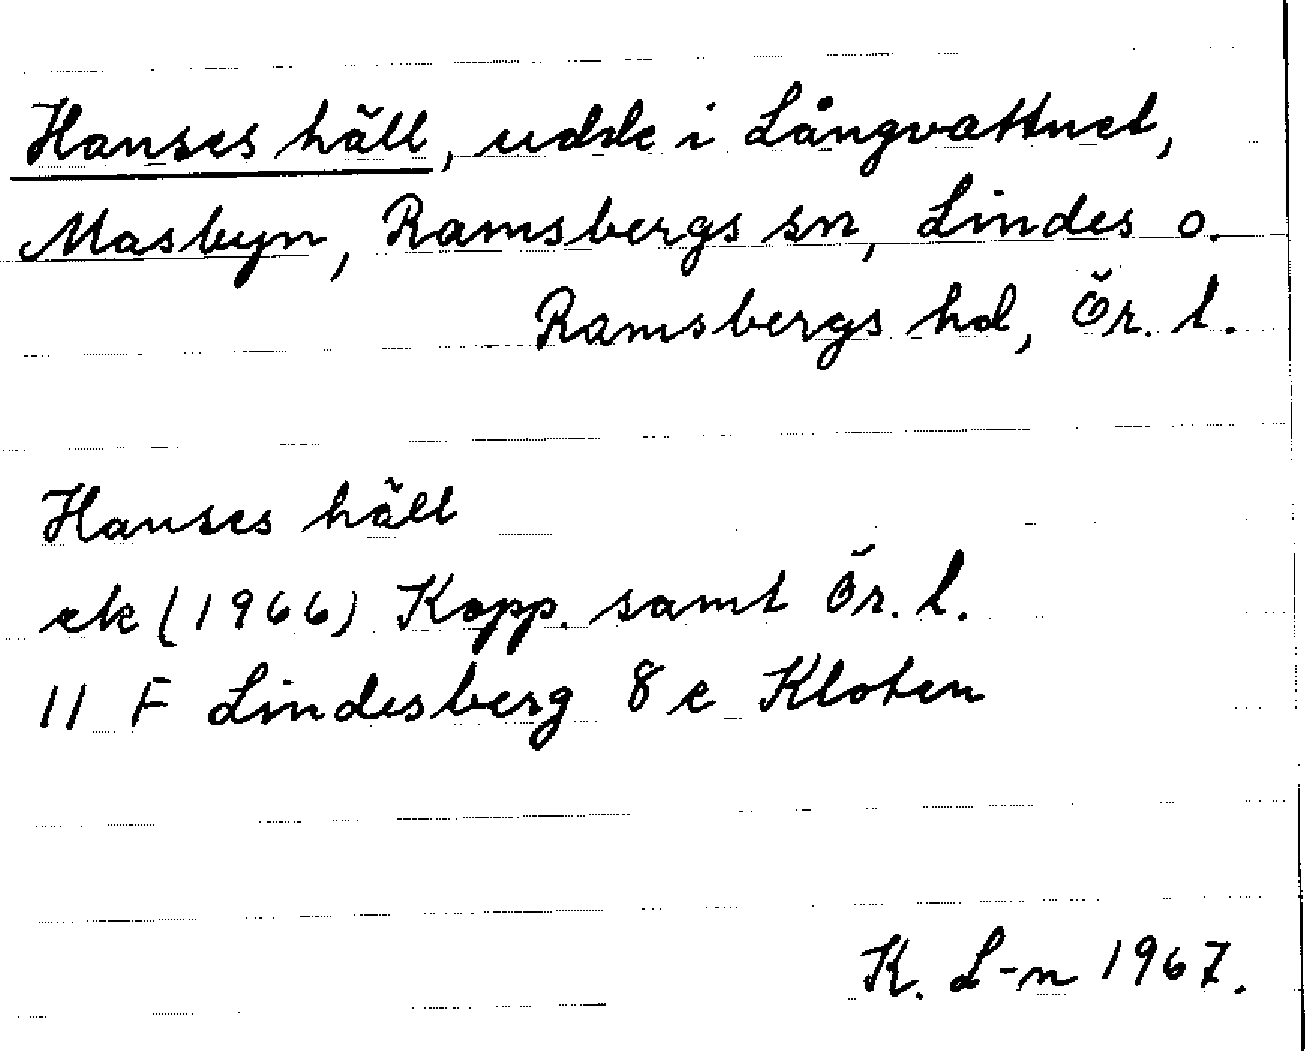 Hanses häll, udde i Långvattnet,
Masbyn, Ramsbergs sn, Lindes o.
Ramsbergs hd, Ör. l.
Hanses häll
ek (1966) Kopp. samt Ör. l.
11 F Lindesberg 8 e Kloten
K. L-n 1967.